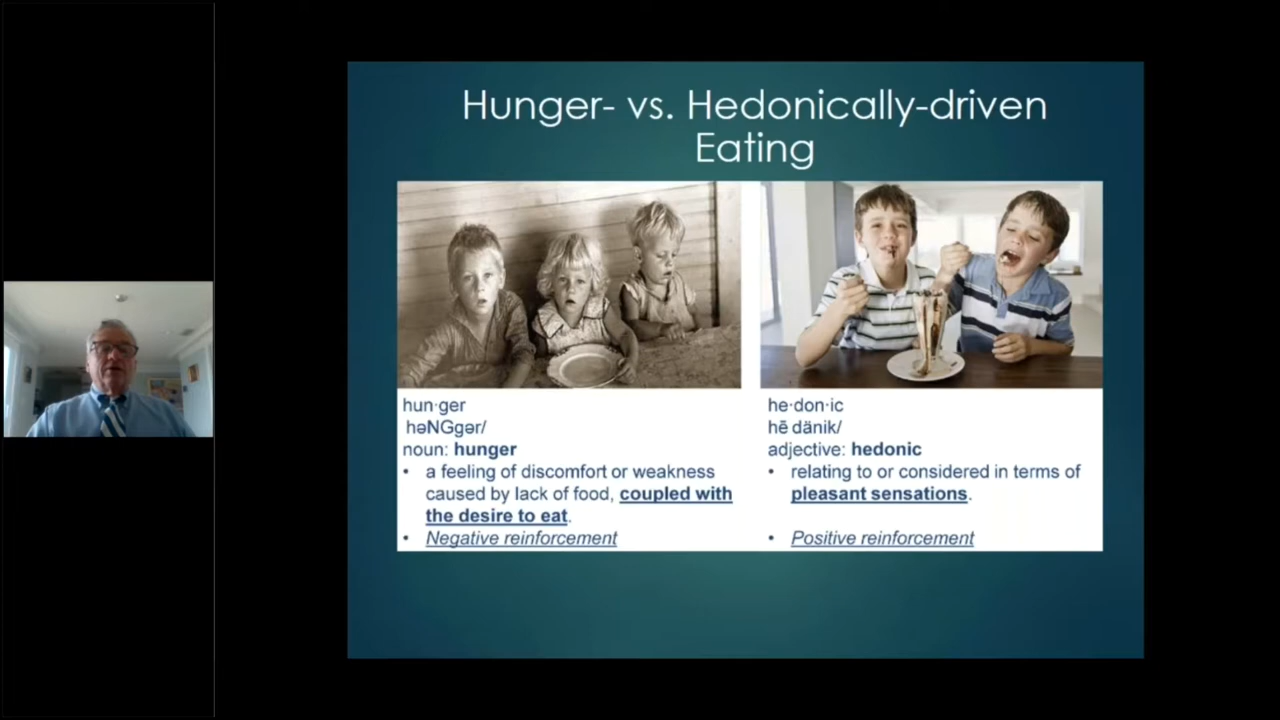 Hunger- vs. Hedonically-driven
Eating
hun·ger
həNGgər/
noun: hunger
• a feeling of discomfort or weakness
caused by lack of food, coupled with
the desire to eat.
• Negative reinforcement
he·don·ic
hē dänik/
adjective: hedonic
• relating to or considered in terms of
pleasant sensations.
• Positive reinforcement